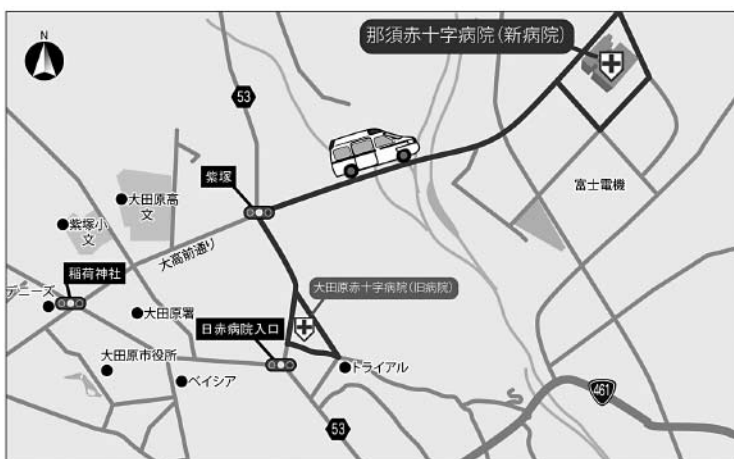 N
那須赤十字病院(新病院)
53
紫塚
大田原高
文
紫塚小
文
富士電機
大高前通り
稲荷神社
デニーズ
大田原赤十字病院(旧病院)
大田原署
日赤病院入口
大田原市役所
トライアル
ベイシア
461
53